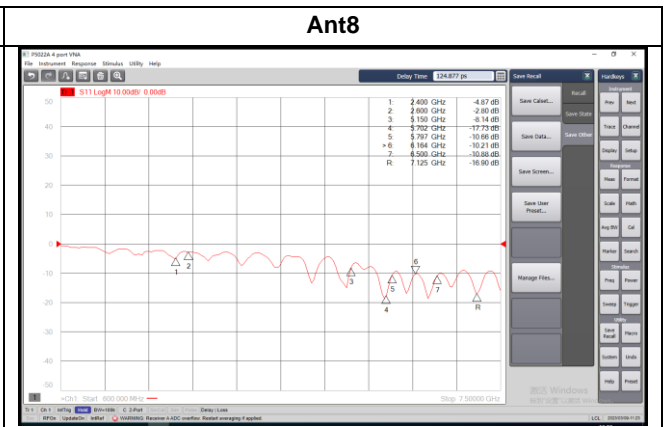 Ant8
P5022A 4 port VNA
File Instrument Response Stimulus Utility Help
Delay Time 124.877 ps
Save Recall
Hardkeys
Tr 1 S11 LogM 10.00dB/ 0.00dB
1: 2.400 GHz -4.87 dB
2: 2.600 GHz -2.80 dB
3: 5.150 GHz -8.14 dB
4: 5.702 GHz -17.73 dB
5: 5.797 GHz -10.66 dB
> 6: 6.164 GHz -10.21 dB
7: 6.500 GHz -10.88 dB
R: 7.125 GHz -16.90 dB
50
40
30
20
10
0
-10
-20
-30
-40
-50
1
2
3
4
5
6
7
R
1
>Ch1: Start 600.000 MHz
Stop 7.50000 GHz
Save Calset...
Save Data...
Save Screen...
Save User
Preset...
Manage Files...
Recall
Save State
Save Other
Instrument
Prev Next
Trace Channel
Display Setup
Response
Meas Format
Scale Math
Avg BW Cal
Marker Search
Stimulus
Freq Power
Sweep Trigger
Utility
Save
Recall
Macro
System Undo
Help Preset
激活 Windows
Tr 1 Ch 1 IntTrig Hold BW=100k C 2-Port Delay Loss
RFOn UpdateOn IntRef WARNING: Receiver A ADC overflow. Restart averaging if applied.
LCL